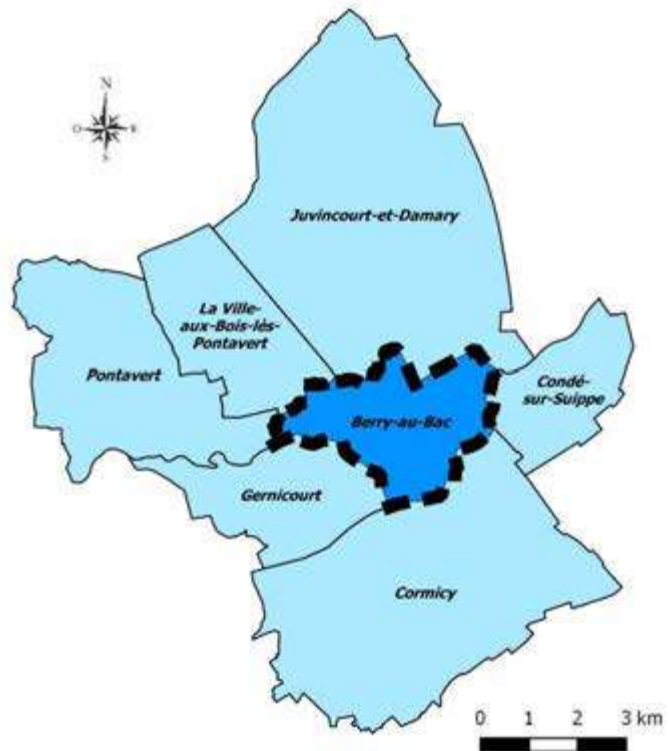 N
O
E
S
Juvincourt-et-Damary
La Ville-
aux-Bois-lès-
Pontavert
Pontavert
Condé-
sur-Suippe
Berry-au-Bac
Gernicourt
Cormicy
0 1 2 3 km